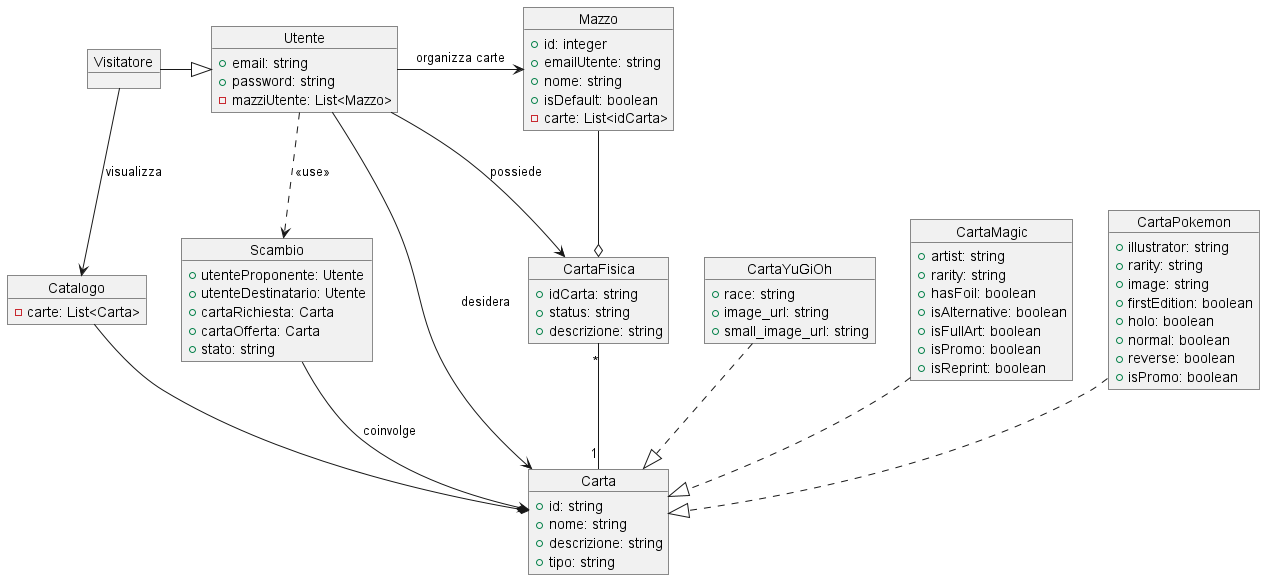 Visitatore
Utente
email: string
password: string
mazziUtente: List<Mazzo>
organizza carte
Mazzo
id: integer
emailUtente: string
nome: string
isDefault: boolean
carte: List<idCarta>
visualizza
«use»
possiede
desidera
Catalogo
carte: List<Carta>
Scambio
utenteProponente: Utente
utenteDestinatario: Utente
cartaRichiesta: Carta
cartaOfferta: Carta
stato: string
CartaFisica
idCarta: string
status: string
descrizione: string
CartaYuGiOh
race: string
image_url: string
small_image_url: string
CartaMagic
artist: string
rarity: string
hasFoil: boolean
isAlternative: boolean
isFullArt: boolean
isPromo: boolean
isReprint: boolean
CartaPokemon
illustrator: string
rarity: string
image: string
firstEdition: boolean
holo: boolean
normal: boolean
reverse: boolean
isPromo: boolean
coinvolge
*
1
Carta
id: string
nome: string
descrizione: string
tipo: string